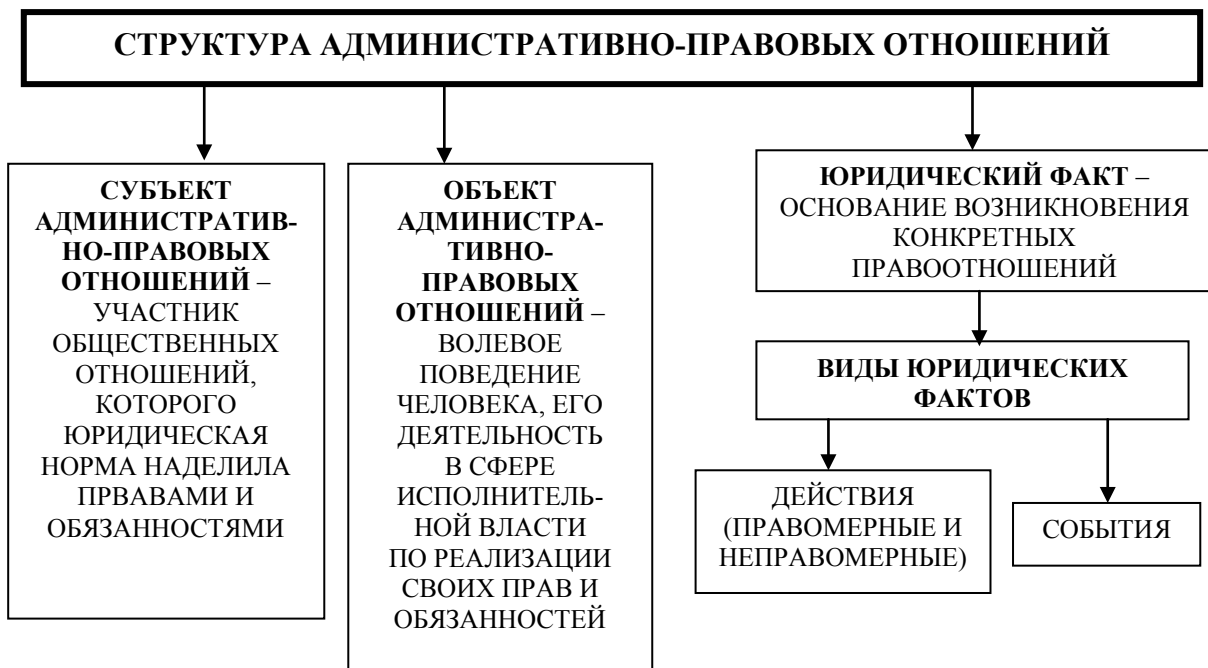 СТРУКТУРА АДМИНИСТРАТИВНО-ПРАВОВЫХ ОТНОШЕНИЙ
СУБЪЕКТ
АДМИНИСТРАТИВ-
НО-ПРАВОВЫХ
ОТНОШЕНИЙ –
УЧАСТНИК
ОБЩЕСТВЕННЫХ
ОТНОШЕНИЙ,
КОТОРОГО
ЮРИДИЧЕСКАЯ
НОРМА НАДЕЛИЛА
ПРВАВАМИ И
ОБЯЗАННОСТЯМИ
ОБЪЕКТ
АДМИНИСТРА-
ТИВНО-
ПРАВОВЫХ
ОТНОШЕНИЙ –
ВОЛЕВОЕ
ПОВЕДЕНИЕ
ЧЕЛОВЕКА, ЕГО
ДЕЯТЕЛЬНОСТЬ
В СФЕРЕ
ИСПОЛНИТЕЛЬ-
НОЙ ВЛАСТИ
ПО РЕАЛИЗАЦИИ
СВОИХ ПРАВ И
ОБЯЗАННОСТЕЙ
ЮРИДИЧЕСКИЙ ФАКТ –
ОСНОВАНИЕ ВОЗНИКНОВЕНИЯ
КОНКРЕТНЫХ
ПРАВООТНОШЕНИЙ
ВИДЫ ЮРИДИЧЕСКИХ
ФАКТОВ
ДЕЙСТВИЯ
(ПРАВОМЕРНЫЕ И
НЕПРАВОМЕРНЫЕ)
СОБЫТИЯ